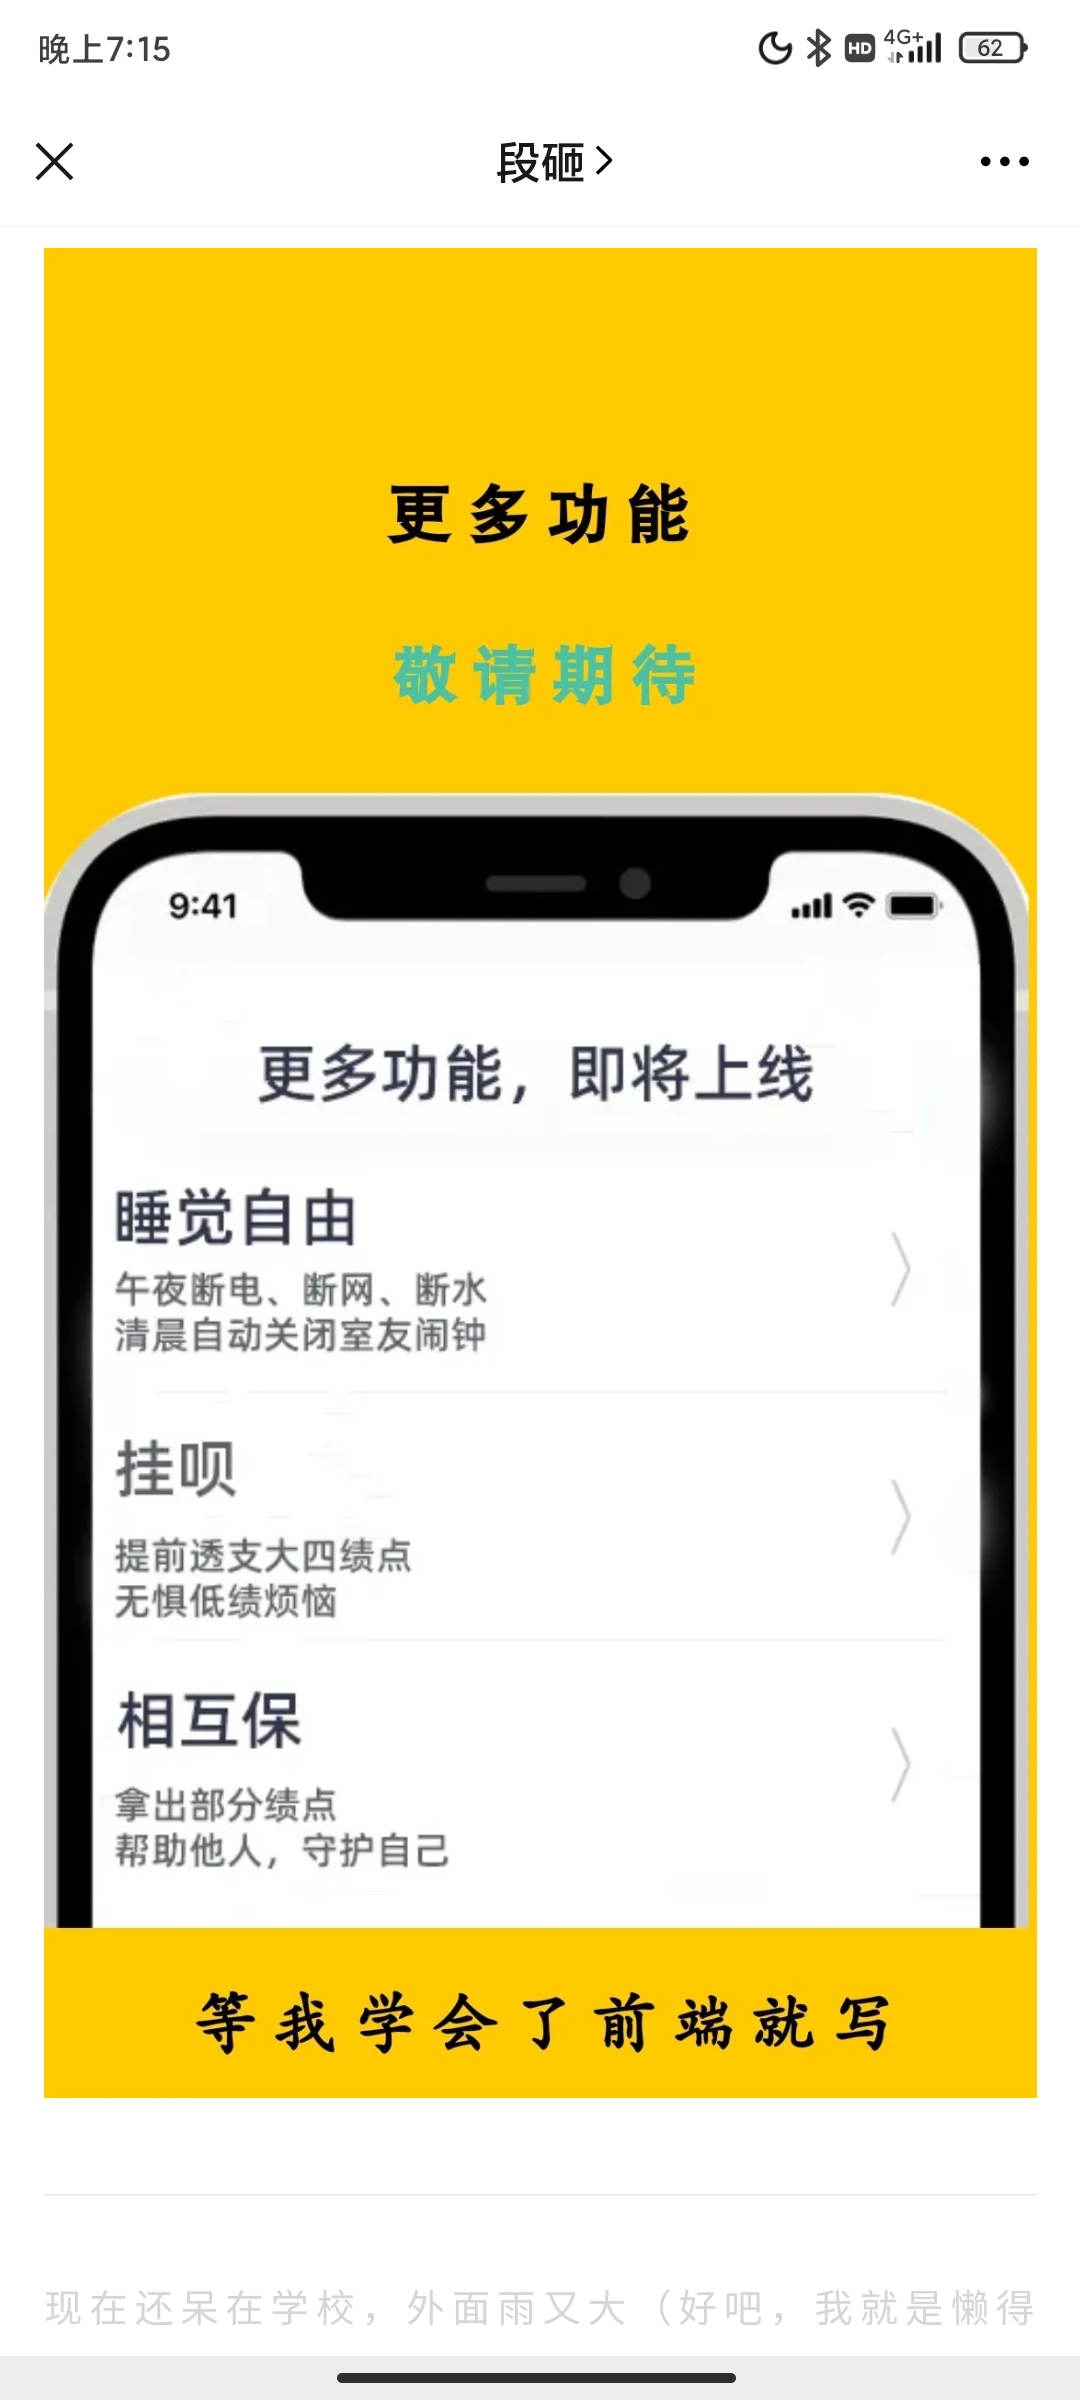 晚上7:15
HD
4G+
62
段砸
更多功能
敬请期待
9:41
更多功能，即将上线
睡觉自由
午夜断电、断网、断水
清晨自动关闭室友闹钟
挂呗
提前透支大四绩点
无惧低绩烦恼
相互保
拿出部分绩点
帮助他人，守护自己
等我学会了前端就写
现在还呆在学校，外面雨又大（好吧，我就是懒得